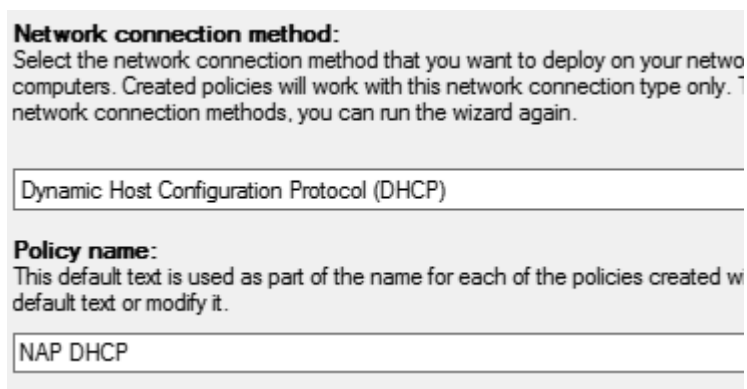 Network connection method:
Select the network connection method that you want to deploy on your netwo
computers. Created policies will work with this network connection type only.
network connection methods, you can run the wizard again.
Dynamic Host Configuration Protocol (DHCP)
Policy name:
This default text is used as part of the name for each of the policies created wi
default text or modify it.
NAP DHCP